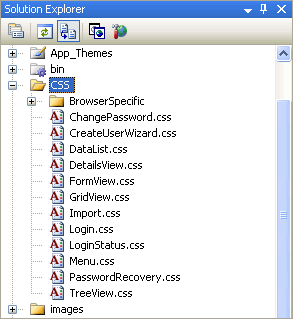 Solution Explorer
App_Themes
bin
CSS
BrowserSpecific
ChangePassword.css
CreateUserWizard.css
DataList.css
DetailsView.css
FormView.css
GridView.css
Import.css
Login.css
LoginStatus.css
Menu.css
PasswordRecovery.css
TreeView.css
images